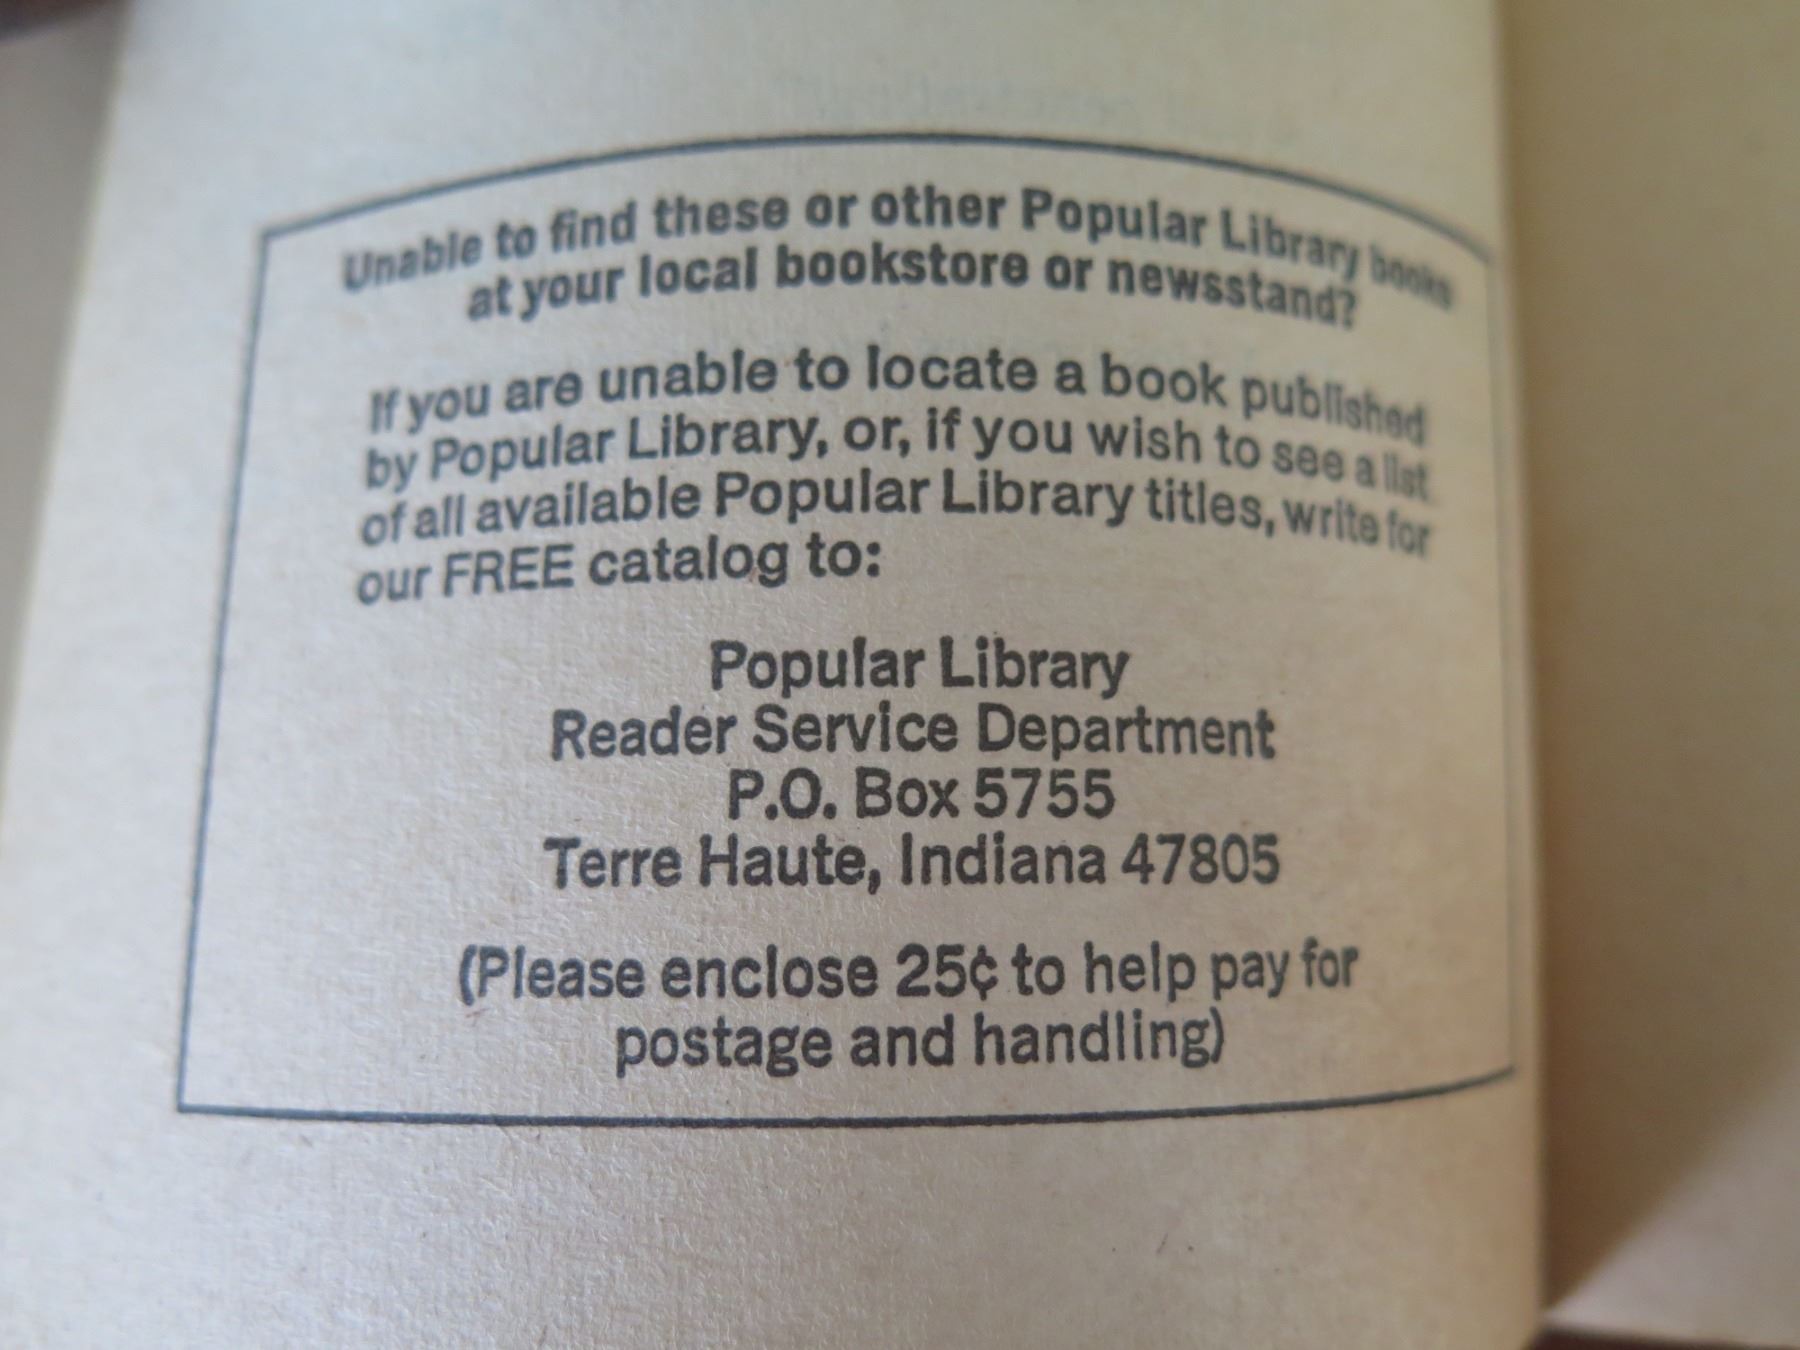 Unable to find these or other Popular Library books
at your local bookstore or newsstand?
If you are unable to locate a book published
by Popular Library, or, if you wish to see a list
of all available Popular Library titles, write for
our FREE catalog to:
Popular Library
Reader Service Department
P.O. Box 5755
Terre Haute, Indiana 47805
(Please enclose 25¢ to help pay for
postage and handling)